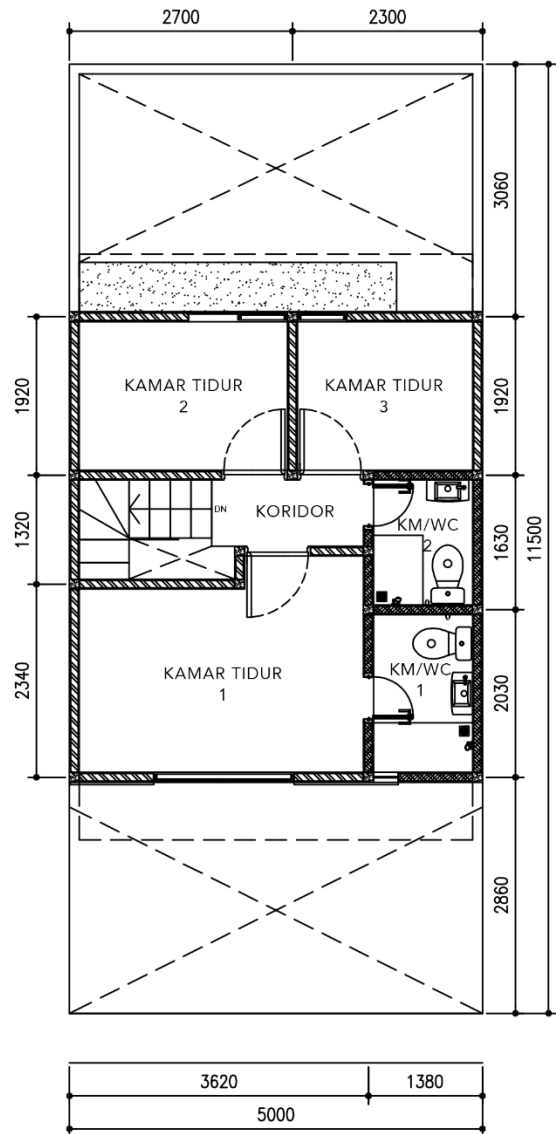 2700
2300
3060
KAMAR TIDUR
2
KAMAR TIDUR
3
1920
1920
DN
KORIDOR
KM/WC
2
1320
1630
11500
KAMAR TIDUR
1
KM/WC
1
2340
2030
2860
3620
1380
5000